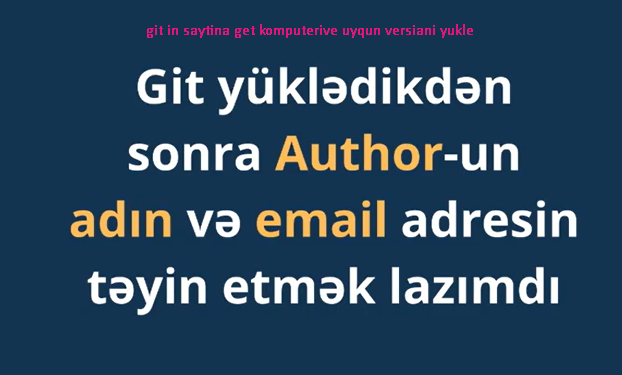 git in saytina get komputerive uyqun versiani yukle
Git yüklədikdən
sonra Author-un
adın və email adresin
təyin etmək lazımdı